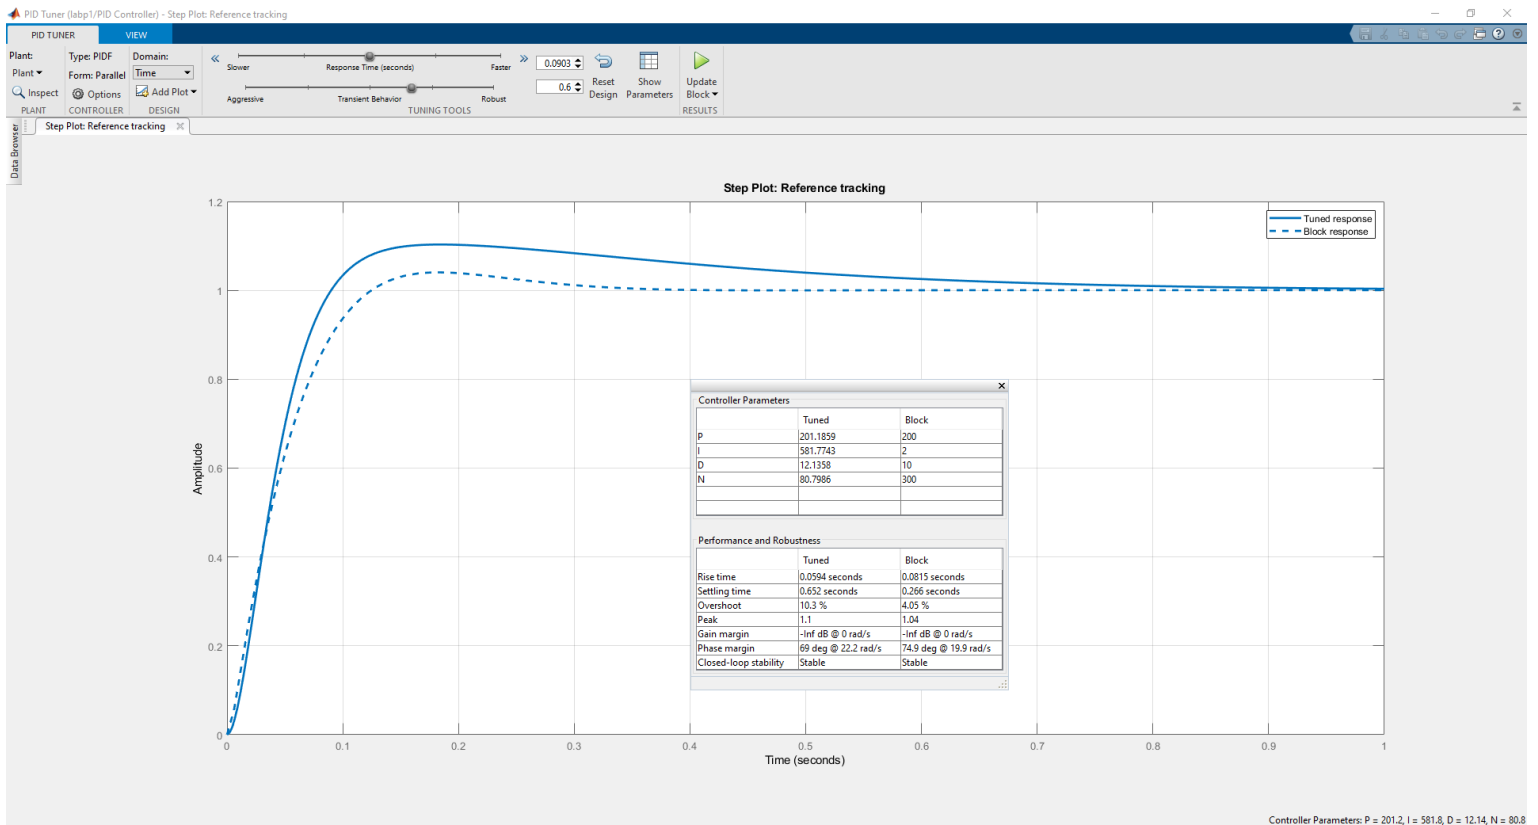 PID Tuner (labp1/PID Controller) - Step Plot: Reference tracking
PID TUNER
VIEW
Plant:
Type: PIDF
Domain:
Plant
Form: Parallel
Time
Inspect
Options
Add Plot
PLANT
CONTROLLER
DESIGN
Slower
Response Time (seconds)
Faster
0.0903
Aggressive
Transient Behavior
Robust
0.6
TUNING TOOLS
Reset
Design
Show
Parameters
Update
Block
RESULTS
Data Browser
Step Plot: Reference tracking
Step Plot: Reference tracking
Tuned response
Block response
Amplitude
1.2
1
0.8
0.6
0.4
0.2
0
0 0.1 0.2 0.3 0.4 0.5 0.6 0.7 0.8 0.9 1
Time (seconds)
Controller Parameters
Tuned Block
P 201.1859 200
I 581.7743 2
D 12.1358 10
N 80.7986 300
Performance and Robustness
Tuned Block
Rise time 0.0594 seconds 0.0815 seconds
Settling time 0.652 seconds 0.266 seconds
Overshoot 10.3 % 4.05 %
Peak 1.1 1.04
Gain margin -Inf dB @ 0 rad/s -Inf dB @ 0 rad/s
Phase margin 69 deg @ 22.2 rad/s 74.9 deg @ 19.9 rad/s
Closed-loop stability Stable Stable
Controller Parameters: P = 201.2, I = 581.8, D = 12.14, N = 80.8